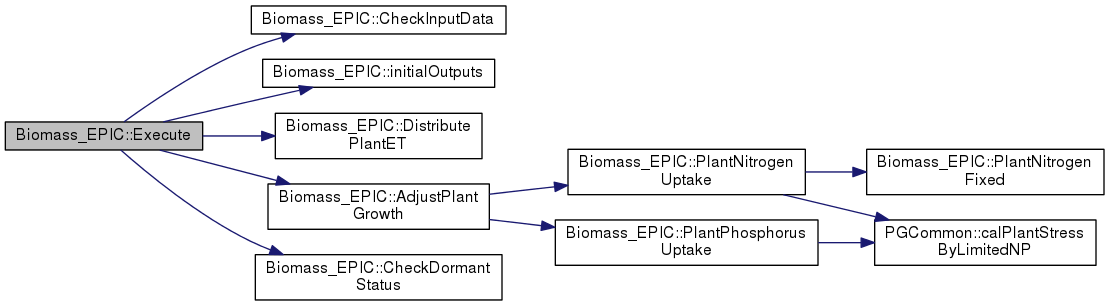 Biomass_EPIC::Execute
Biomass_EPIC::CheckInputData
Biomass_EPIC::initialOutputs
Biomass_EPIC::Distribute
PlantET
Biomass_EPIC::AdjustPlant
Growth
Biomass_EPIC::CheckDormant
Status
Biomass_EPIC::PlantNitrogen
Uptake
Biomass_EPIC::PlantPhosphorus
Uptake
Biomass_EPIC::PlantNitrogen
Fixed
PGCommon::calPlantStress
ByLimitedNP